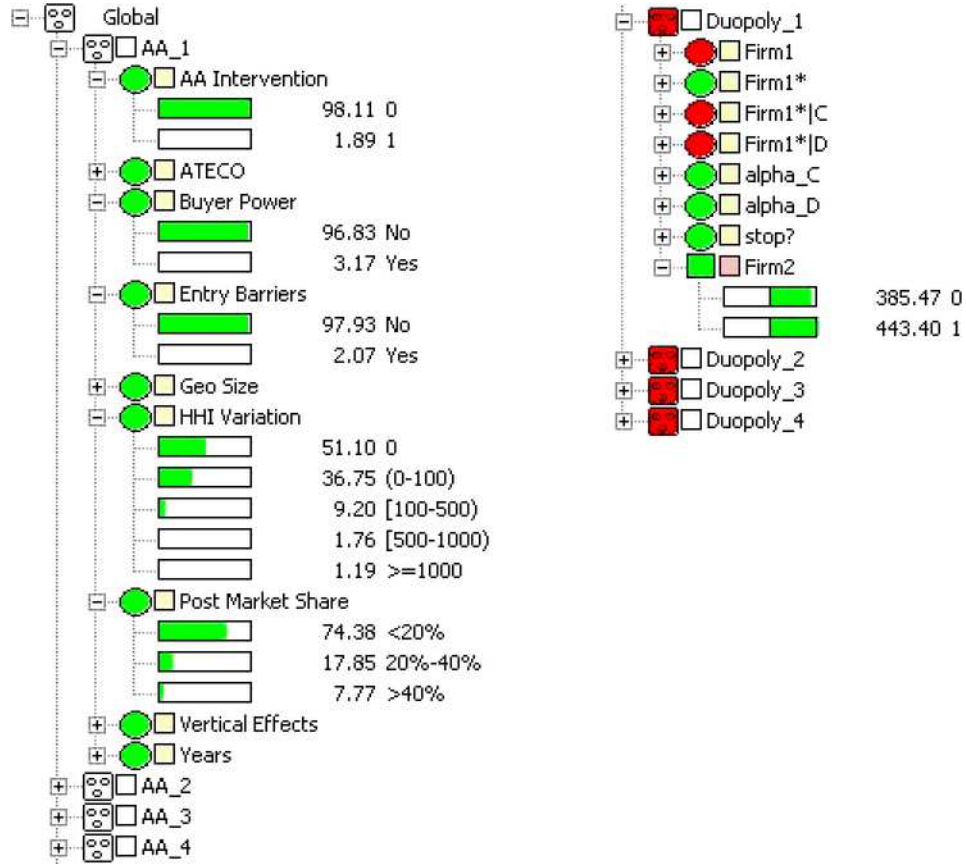 Global
AA_1
AA Intervention
98.11 0
1.89 1
ATECO
Buyer Power
96.83 No
3.17 Yes
Entry Barriers
97.93 No
2.07 Yes
Geo Size
HHI Variation
51.10 0
36.75 (0-100)
9.20 [100-500)
1.76 [500-1000)
1.19 >=1000
Post Market Share
74.38 <20%
17.85 20%-40%
7.77 >40%
Vertical Effects
Years
AA_2
AA_3
AA_4
Duopoly_1
Firm1
Firm1*
Firm1*|C
Firm1*|D
alpha_C
alpha_D
stop?
Firm2
385.47 0
443.40 1
Duopoly_2
Duopoly_3
Duopoly_4